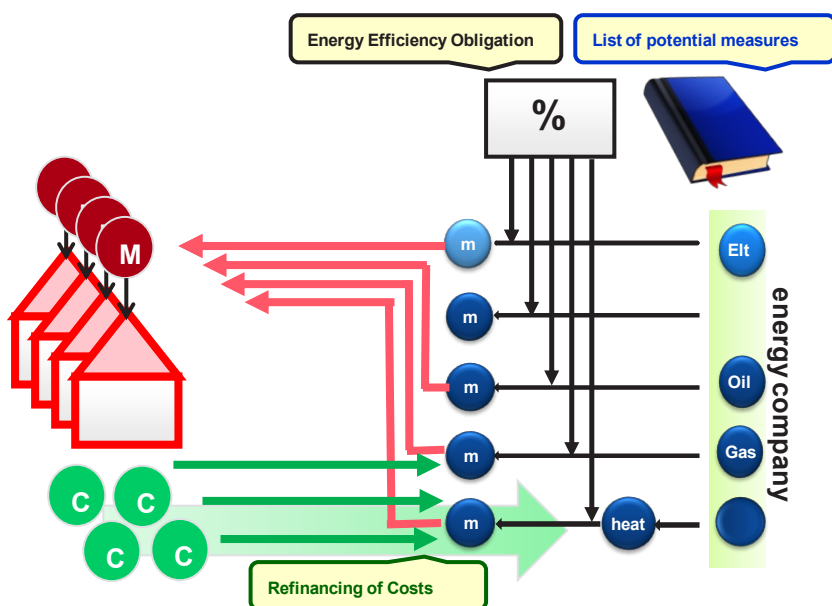 Energy Efficiency Obligation
List of potential measures
%
M
m
Elt
m
m
Oil
m
Gas
energy company
C
C
C
C
m
heat
Refinancing of Costs